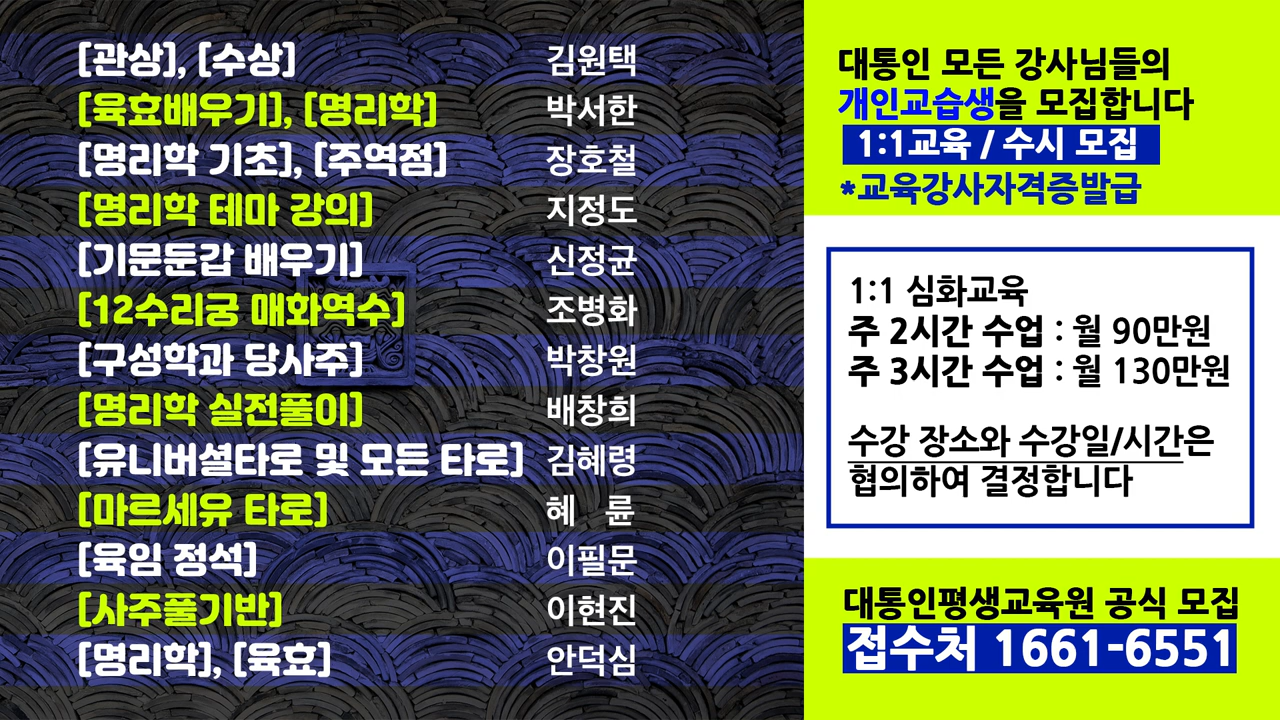 [관상], [수상] 김원택
[육효배우기], [명리학] 박서한
[명리학 기초], [주역점] 장호철
[명리학 테마 강의] 지정도
[기문둔갑 배우기] 신정균
[12수리궁 매화역수] 조병화
[구성학과 당사주] 박창원
[명리학 실전풀이] 배창희
[유니버셜타로 및 모든 타로] 김혜령
[마르세유 타로] 혜 륜
[육임 정석] 이필문
[사주풀기반] 이현진
[명리학], [육효] 안덕심
대통인 모든 강사님들의
개인교습생을 모집합니다
1:1교육 / 수시 모집
*교육강사자격증발급
1:1 심화교육
주 2시간 수업 : 월 90만원
주 3시간 수업 : 월 130만원
수강 장소와 수강일/시간은
협의하여 결정합니다
대통인평생교육원 공식 모집
접수처 1661-6551